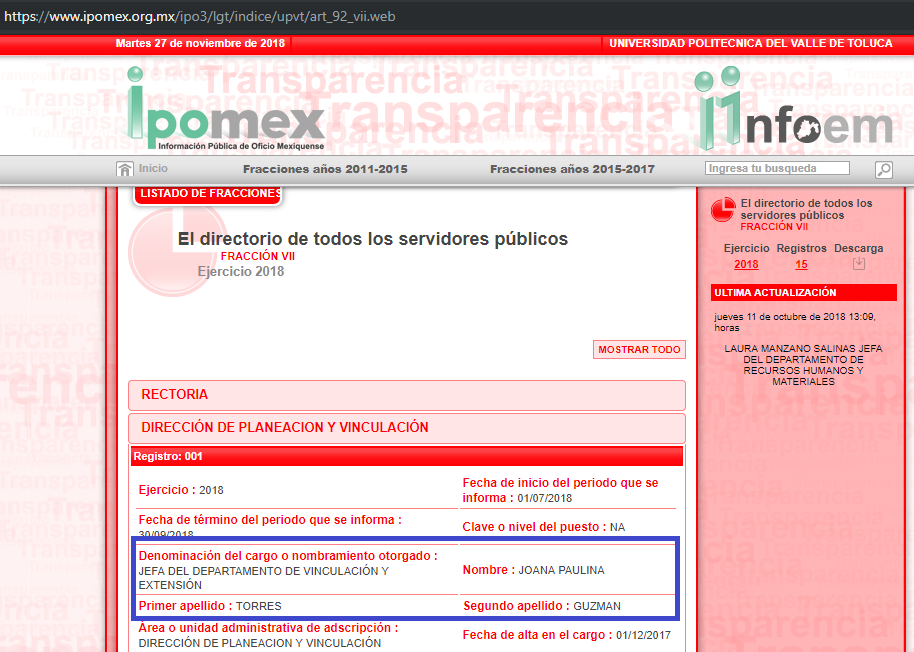 https://www.ipomex.org.mx/ipo3/lgt/indice/upvt/art_92_vii.web
Martes 27 de noviembre de 2018
UNIVERSIDAD POLITECNICA DEL VALLE DE TOLUCA
ipomex
Información Pública de Oficio Mexiquense
infoem
Inicio
Fracciones años 2011-2015
Fracciones años 2015-2017
Ingresa tu busqueda
LISTADO DE FRACCIONES
El directorio de todos los servidores públicos
FRACCIÓN VII
Ejercicio 2018
MOSTRAR TODO
RECTORIA
DIRECCIÓN DE PLANEACION Y VINCULACIÓN
Registro: 001
Ejercicio : 2018
Fecha de inicio del periodo que se
informa : 01/07/2018
Fecha de término del periodo que se informa :
30/09/2018
Clave o nivel del puesto : NA
Denominación del cargo o nombramiento otorgado :
JEFA DEL DEPARTAMENTO DE VINCULACIÓN Y
EXTENSIÓN
Nombre : JOANA PAULINA
Primer apellido : TORRES
Segundo apellido : GUZMAN
Área o unidad administrativa de adscripción :
DIRECCIÓN DE PLANEACION Y VINCULACIÓN
Fecha de alta en el cargo : 01/12/2017
El directorio de todos los
servidores públicos
FRACCIÓN VII
Ejercicio Registros Descarga
2018 15
ULTIMA ACTUALIZACIÓN
jueves 11 de octubre de 2018 13:09,
horas
LAURA MANZANO SALINAS JEFA
DEL DEPARTAMENTO DE
RECURSOS HUMANOS Y
MATERIALES